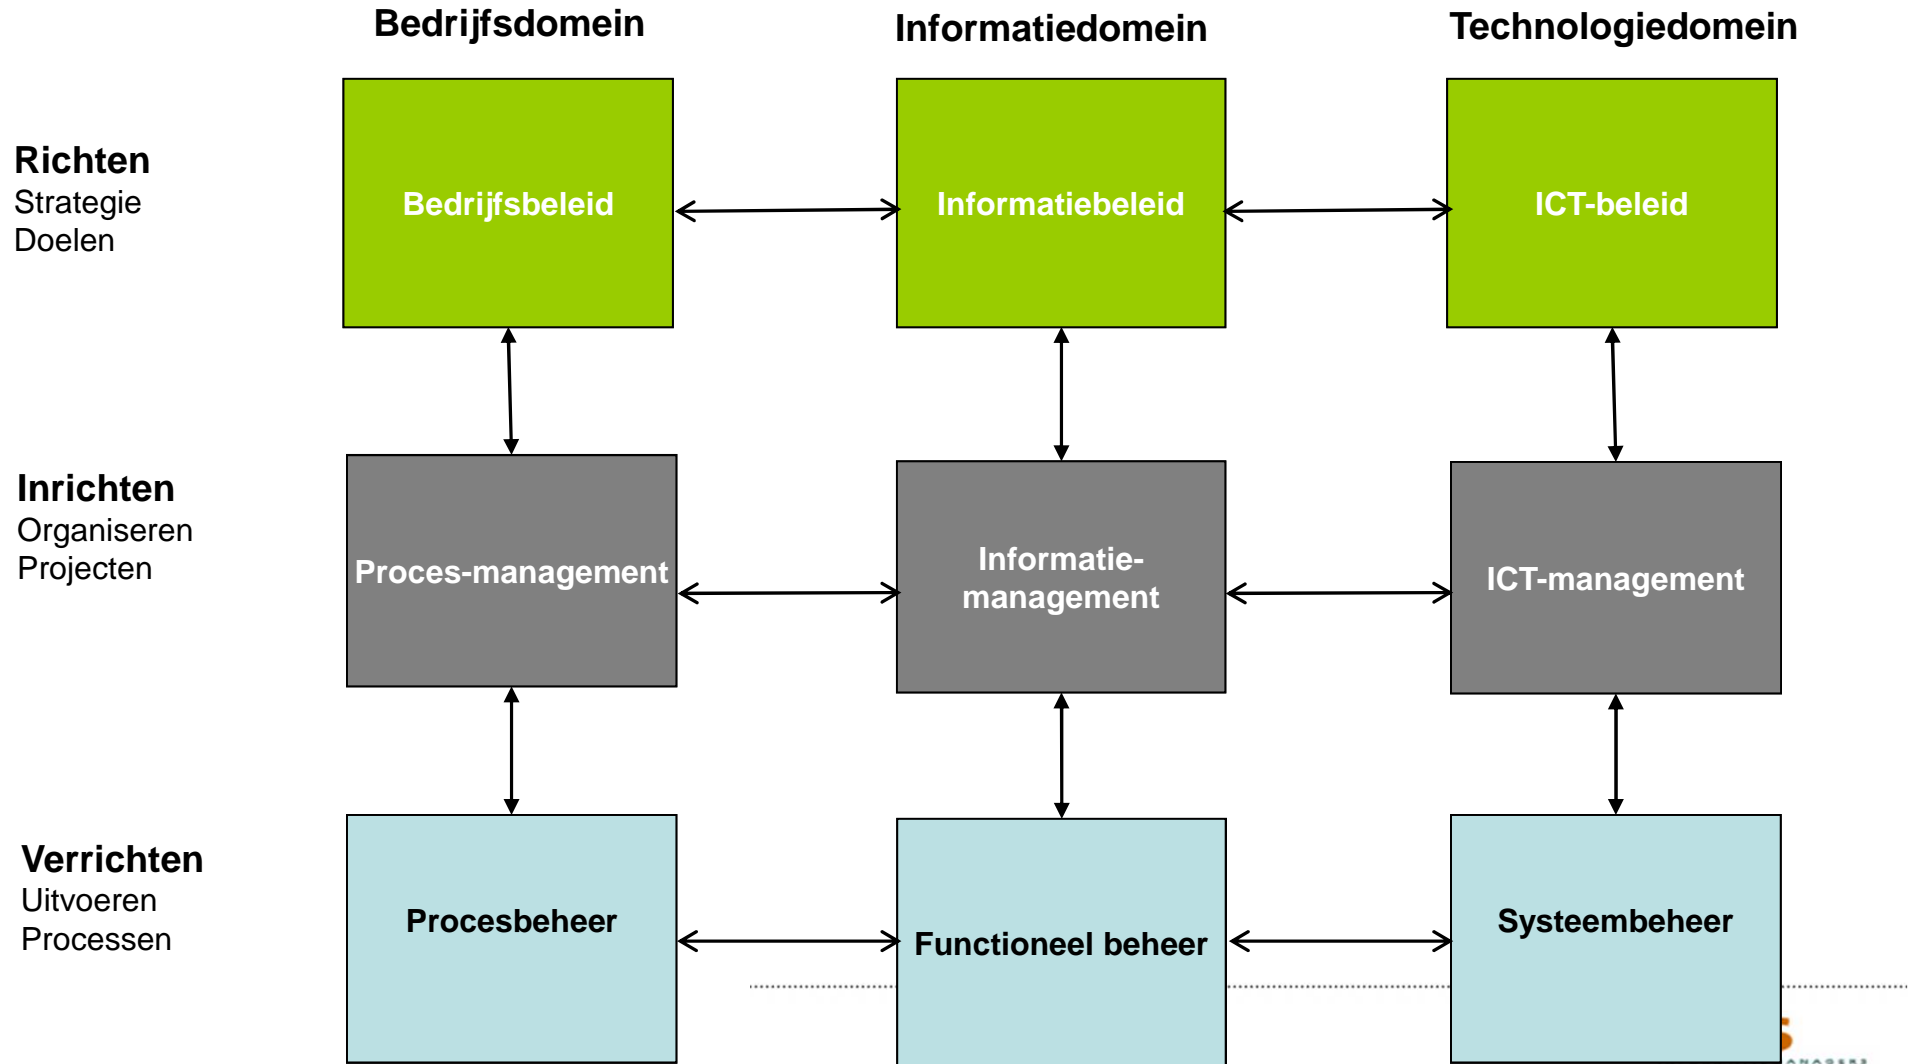 Bedrijfsdomein
Informatiedomein
Technologiedomein
Richten
Strategie
Doelen
Bedrijfsbeleid
Informatiebeleid
ICT-beleid
Inrichten
Organiseren
Projecten
Proces-management
Informatie-
management
ICT-management
Verrichten
Uitvoeren
Processen
Procesbeheer
Functioneel beheer
Systeembeheer